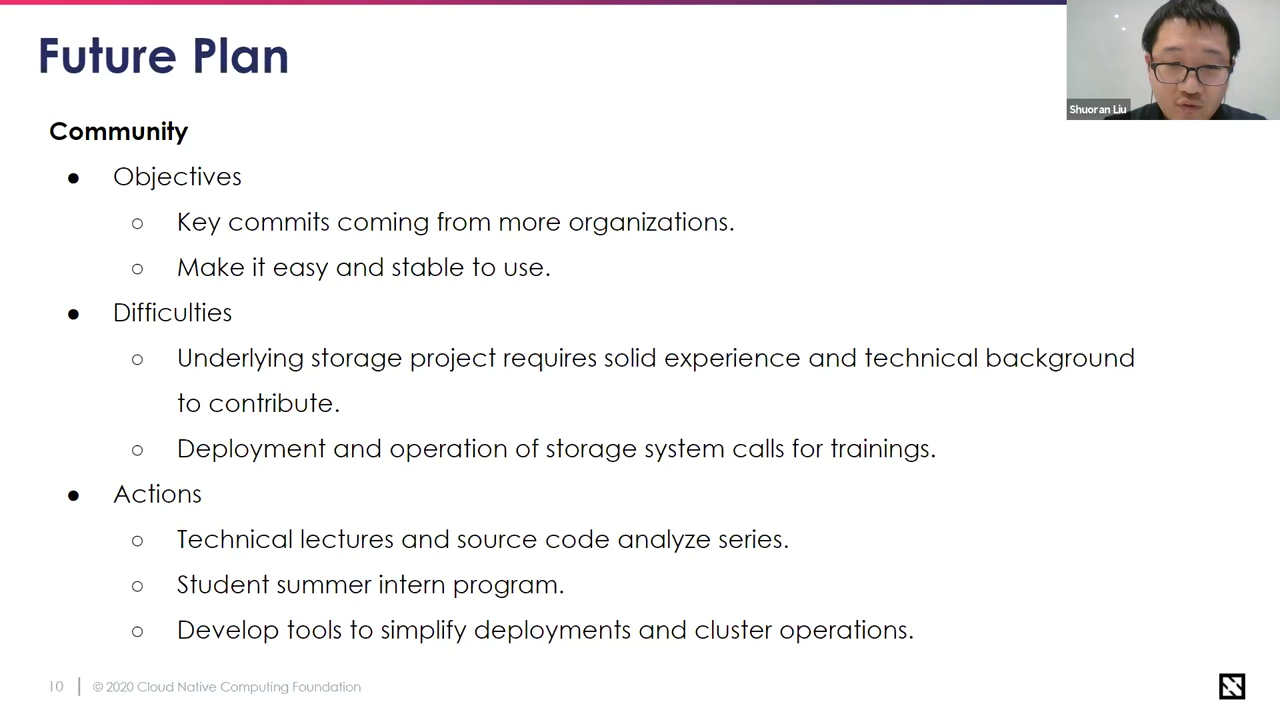 Future Plan
Shuoran Liu
Community
● Objectives
○ Key commits coming from more organizations.
○ Make it easy and stable to use.
● Difficulties
○ Underlying storage project requires solid experience and technical background
to contribute.
○ Deployment and operation of storage system calls for trainings.
● Actions
○ Technical lectures and source code analyze series.
○ Student summer intern program.
○ Develop tools to simplify deployments and cluster operations.
10 | © 2020 Cloud Native Computing Foundation